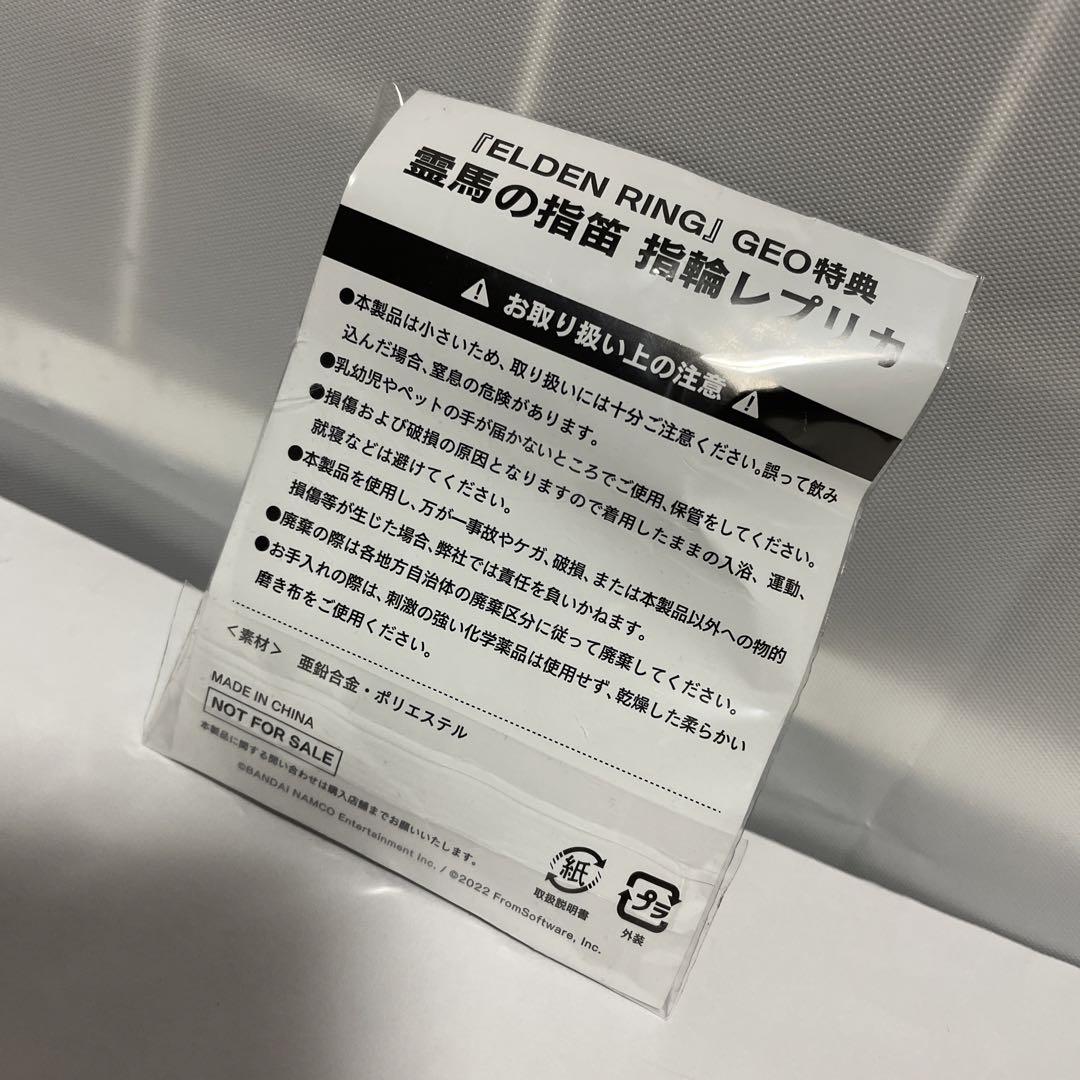 『ELDEN RING』 GEO特典
霊馬の指笛 指輪レプリカ
お取り扱い上の注意
●本製品は小さいため、取り扱いには十分ご注意ください。誤って飲み
込んだ場合、窒息の危険があります。
●乳幼児やペットの手が届かないところでご使用、保管をしてください。
●損傷および破損の原因となりますので着用したままの入浴、運動、
就寝などは避けてください。
●本製品を使用し、万が一事故やケガ、破損、または本製品以外への物的
損傷等が生じた場合、弊社では責任を負いかねます。
●廃棄の際は各地方自治体の廃棄区分に従って廃棄してください。
●お手入れの際は、刺激の強い化学薬品は使用せず、乾燥した柔らかい
磨き布をご使用ください。
＜素材＞ 亜鉛合金・ポリエステル
MADE IN CHINA
NOT FOR SALE
本製品に関する問い合わせは購入店舗までお願いいたします。
©BANDAI NAMCO Entertainment Inc. / ©2022 FromSoftware, Inc.
紙
取扱説明書
プラ
外装